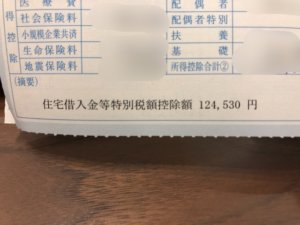 医療費 配偶者
社会保険料 配偶者特別
小規模企業共済 扶養
生命保険料 基礎
地震保険料 所得控除合計②
得控除
(摘要)
住宅借入金等特別税額控除額 124,530 円